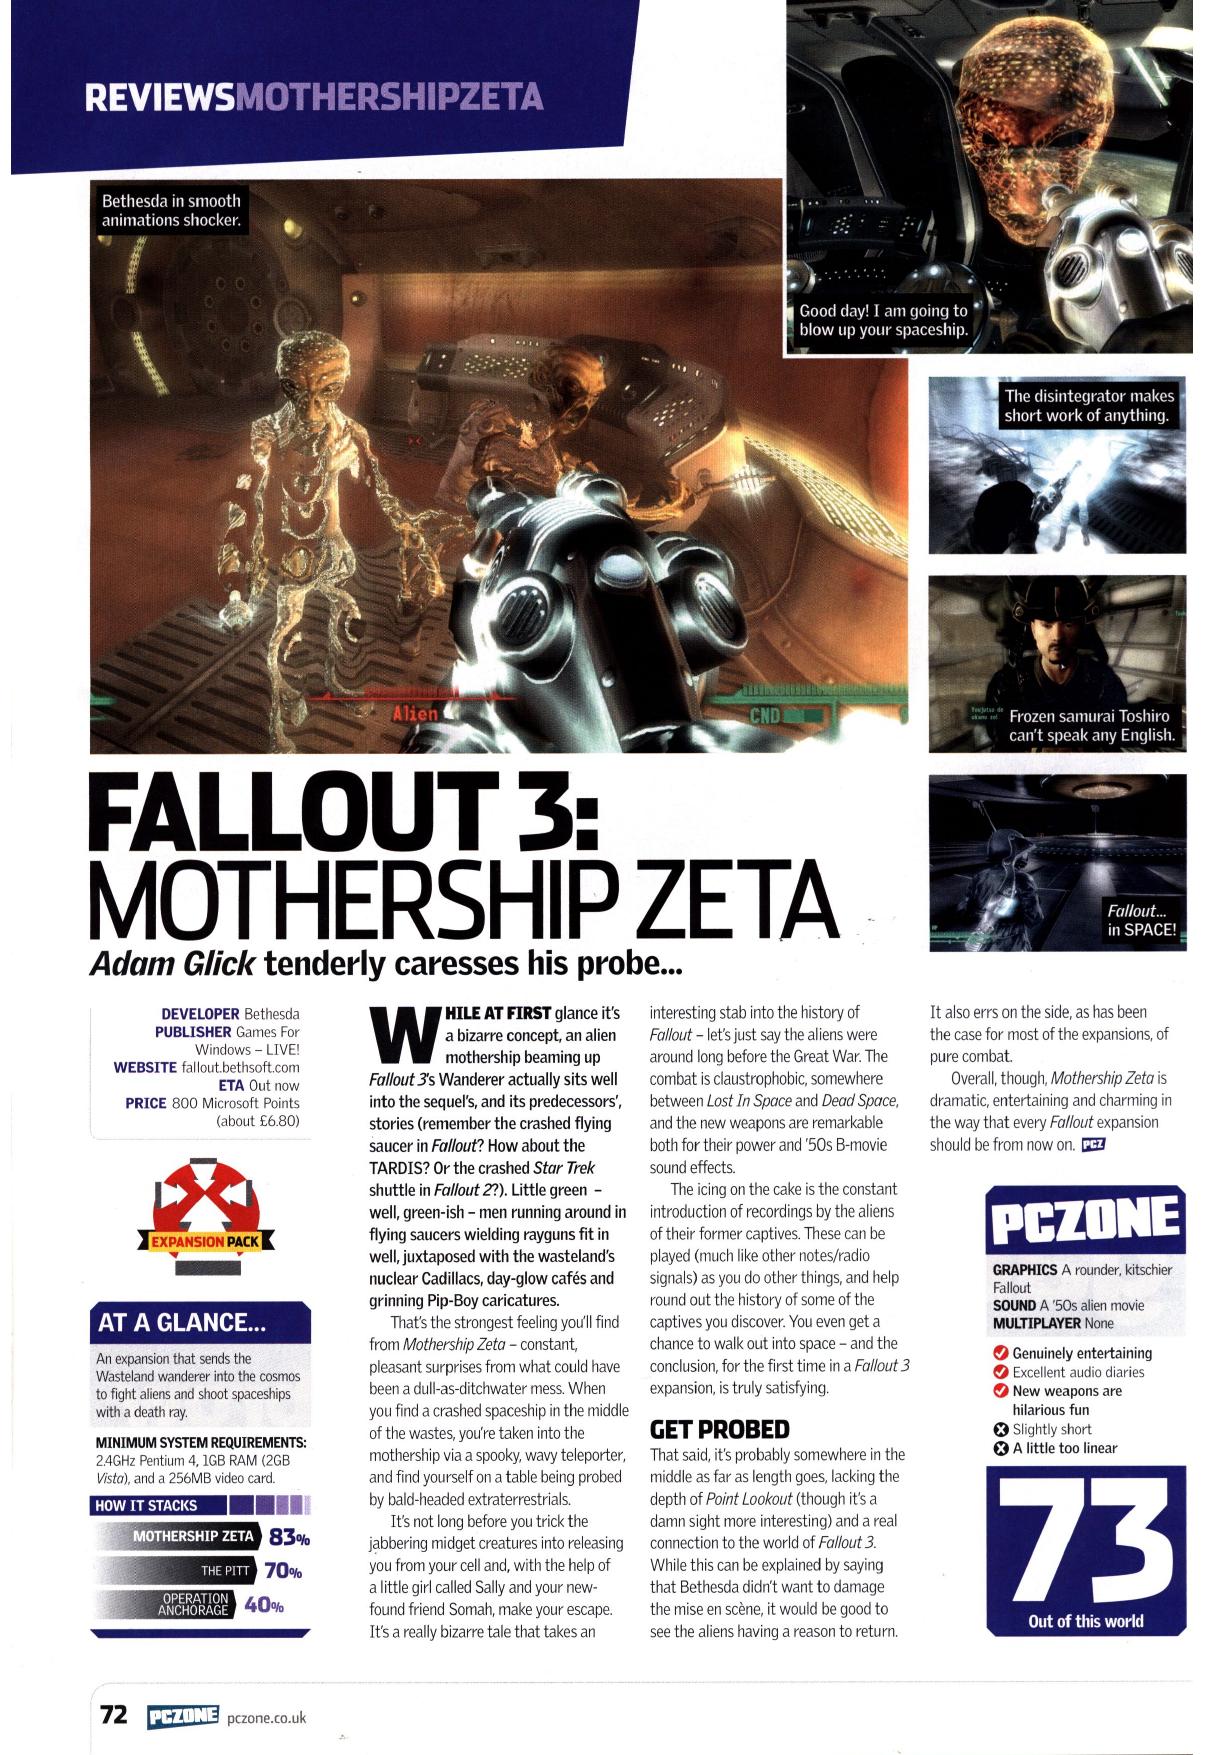 REVIEWSMOTHERSHIPZETA
Bethesda in smooth
animations shocker.
Good day! I am going to
blow up your spaceship.
The disintegrator makes
short work of anything.
Frozen samurai Toshiro
can't speak any English.
Fallout...
in SPACE!
Alien
CND
FALLOUT 3:
MOTHERSHIP ZETA
Adam Glick tenderly caresses his probe...
DEVELOPER Bethesda
PUBLISHER Games For
Windows – LIVE!
WEBSITE fallout.bethsoft.com
ETA Out now
PRICE 800 Microsoft Points
(about £6.80)
EXPANSION PACK
AT A GLANCE...
An expansion that sends the
Wasteland wanderer into the cosmos
to fight aliens and shoot spaceships
with a death ray.
MINIMUM SYSTEM REQUIREMENTS:
2.4GHz Pentium 4, 1GB RAM (2GB
Vista), and a 256MB video card.
HOW IT STACKS
MOTHERSHIP ZETA 83%
THE PITT 70%
OPERATION
ANCHORAGE 40%
WHILE AT FIRST glance it's
a bizarre concept, an alien
mothership beaming up
Fallout 3's Wanderer actually sits well
into the sequel's, and its predecessors',
stories (remember the crashed flying
saucer in Fallout? How about the
TARDIS? Or the crashed Star Trek
shuttle in Fallout 2?). Little green –
well, green-ish – men running around in
flying saucers wielding rayguns fit in
well, juxtaposed with the wasteland's
nuclear Cadillacs, day-glow cafés and
grinning Pip-Boy caricatures.
That's the strongest feeling you'll find
from Mothership Zeta – constant,
pleasant surprises from what could have
been a dull-as-ditchwater mess. When
you find a crashed spaceship in the middle
of the wastes, you're taken into the
mothership via a spooky, wavy teleporter,
and find yourself on a table being probed
by bald-headed extraterrestrials.
It's not long before you trick the
jabbering midget creatures into releasing
you from your cell and, with the help of
a little girl called Sally and your new-
found friend Somah, make your escape.
It's a really bizarre tale that takes an
interesting stab into the history of
Fallout – let's just say the aliens were
around long before the Great War. The
combat is claustrophobic, somewhere
between Lost In Space and Dead Space,
and the new weapons are remarkable
both for their power and '50s B-movie
sound effects.
The icing on the cake is the constant
introduction of recordings by the aliens
of their former captives. These can be
played (much like other notes/radio
signals) as you do other things, and help
round out the history of some of the
captives you discover. You even get a
chance to walk out into space – and the
conclusion, for the first time in a Fallout 3
expansion, is truly satisfying.
GET PROBED
That said, it's probably somewhere in the
middle as far as length goes, lacking the
depth of Point Lookout (though it's a
damn sight more interesting) and a real
connection to the world of Fallout 3.
While this can be explained by saying
that Bethesda didn't want to damage
the mise en scène, it would be good to
see the aliens having a reason to return.
It also errs on the side, as has been
the case for most of the expansions, of
pure combat.
Overall, though, Mothership Zeta is
dramatic, entertaining and charming in
the way that every Fallout expansion
should be from now on. PCZ
PCZONE
GRAPHICS A rounder, kitschier
Fallout
SOUND A '50s alien movie
MULTIPLAYER None
Genuinely entertaining
Excellent audio diaries
New weapons are
hilarious fun
Slightly short
A little too linear
73
Out of this world
72 PCZONE pczone.co.uk